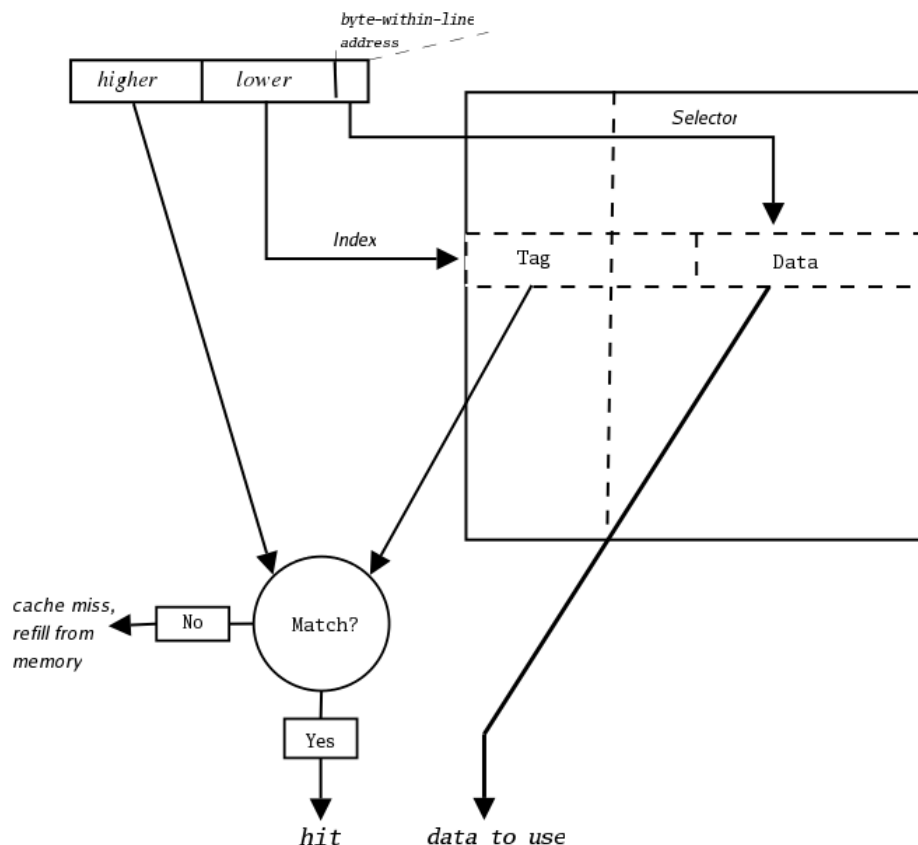 byte-within-line
address
higher
lower
Selector
Index
Tag
Data
cache miss,
refill from
memory
No
Match?
Yes
hit
data to use